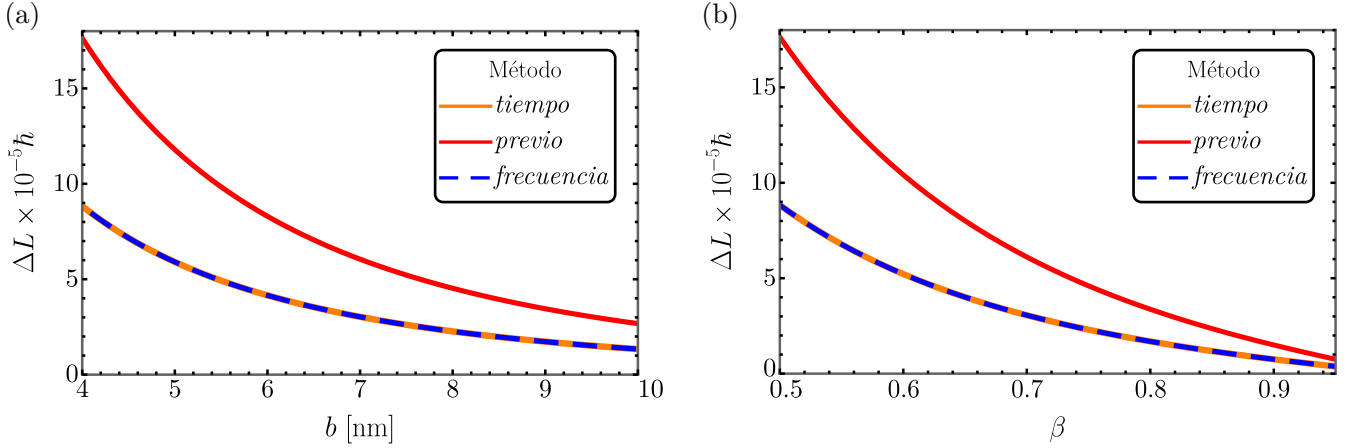 (a)
ΔL × 10⁻⁵ℏ
15
10
5
0
4
5
6
7
8
9
10
b [nm]
Método
tiempo
previo
frecuencia
(b)
ΔL × 10⁻⁵ℏ
15
10
5
0
0.5
0.6
0.7
0.8
0.9
β
Método
tiempo
previo
frecuencia